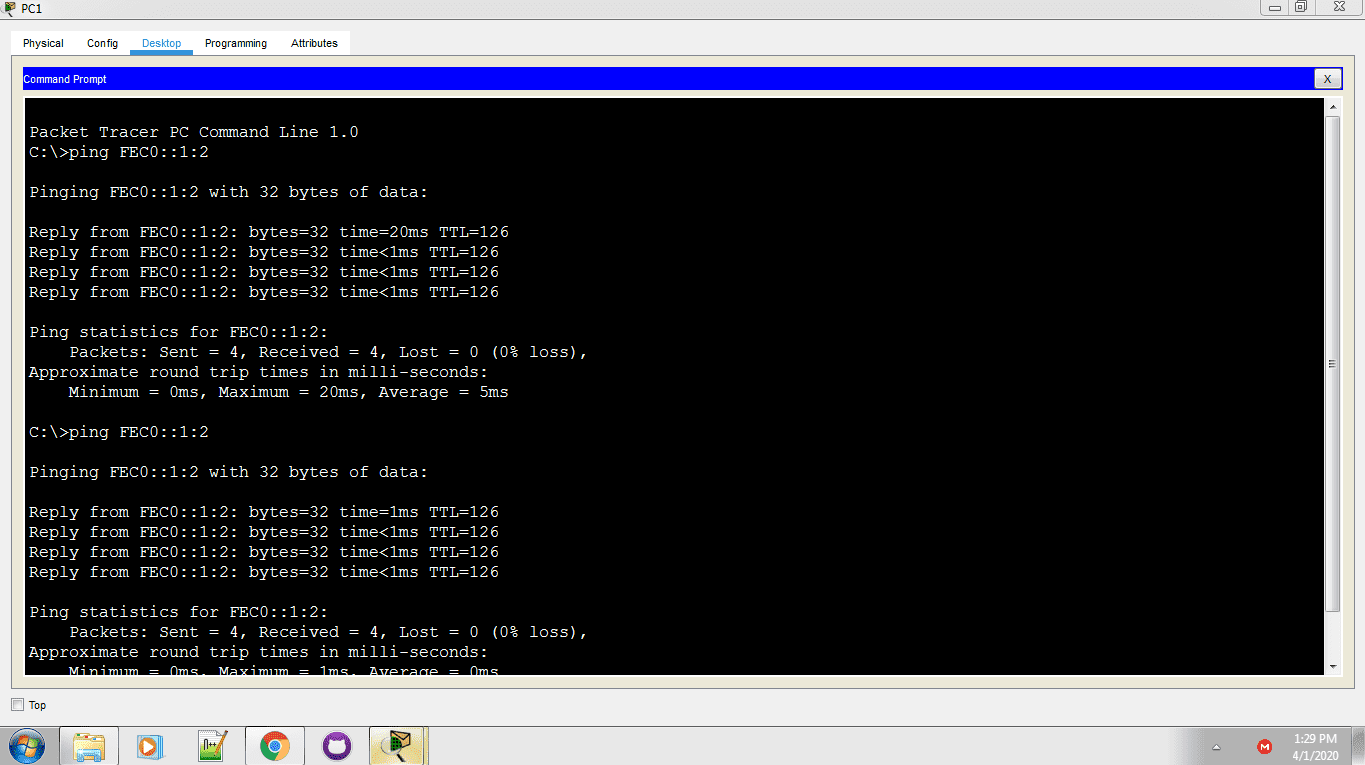 PC1
Physical Config Desktop Programming Attributes
Command Prompt
X
Packet Tracer PC Command Line 1.0
C:\>ping FEC0::1:2
Pinging FEC0::1:2 with 32 bytes of data:
Reply from FEC0::1:2: bytes=32 time=20ms TTL=126
Reply from FEC0::1:2: bytes=32 time<1ms TTL=126
Reply from FEC0::1:2: bytes=32 time<1ms TTL=126
Reply from FEC0::1:2: bytes=32 time<1ms TTL=126
Ping statistics for FEC0::1:2:
Packets: Sent = 4, Received = 4, Lost = 0 (0% loss),
Approximate round trip times in milli-seconds:
Minimum = 0ms, Maximum = 20ms, Average = 5ms
C:\>ping FEC0::1:2
Pinging FEC0::1:2 with 32 bytes of data:
Reply from FEC0::1:2: bytes=32 time=1ms TTL=126
Reply from FEC0::1:2: bytes=32 time<1ms TTL=126
Reply from FEC0::1:2: bytes=32 time<1ms TTL=126
Reply from FEC0::1:2: bytes=32 time<1ms TTL=126
Ping statistics for FEC0::1:2:
Packets: Sent = 4, Received = 4, Lost = 0 (0% loss),
Approximate round trip times in milli-seconds:
Minimum = 0ms, Maximum = 1ms, Average = 0ms
Top
1:29 PM
4/1/2020